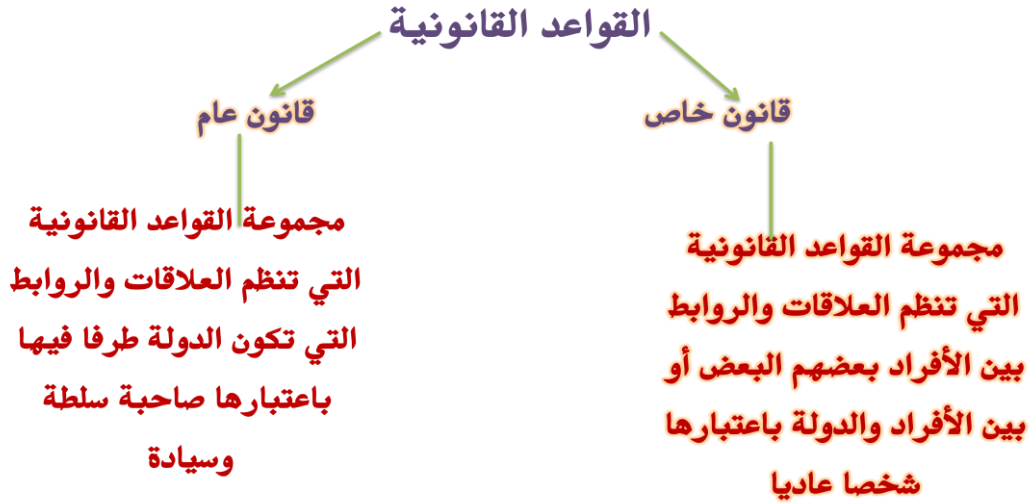 القواعد القانونية
قانون خاص
قانون عام
مجموعة القواعد القانونية
التي تنظم العلاقات والروابط
بين الأفراد بعضهم البعض أو
بين الأفراد والدولة باعتبارها
شخصا عاديا
مجموعة القواعد القانونية
التي تنظم العلاقات والروابط
التي تكون الدولة طرفا فيها
باعتبارها صاحبة سلطة
وسيادة